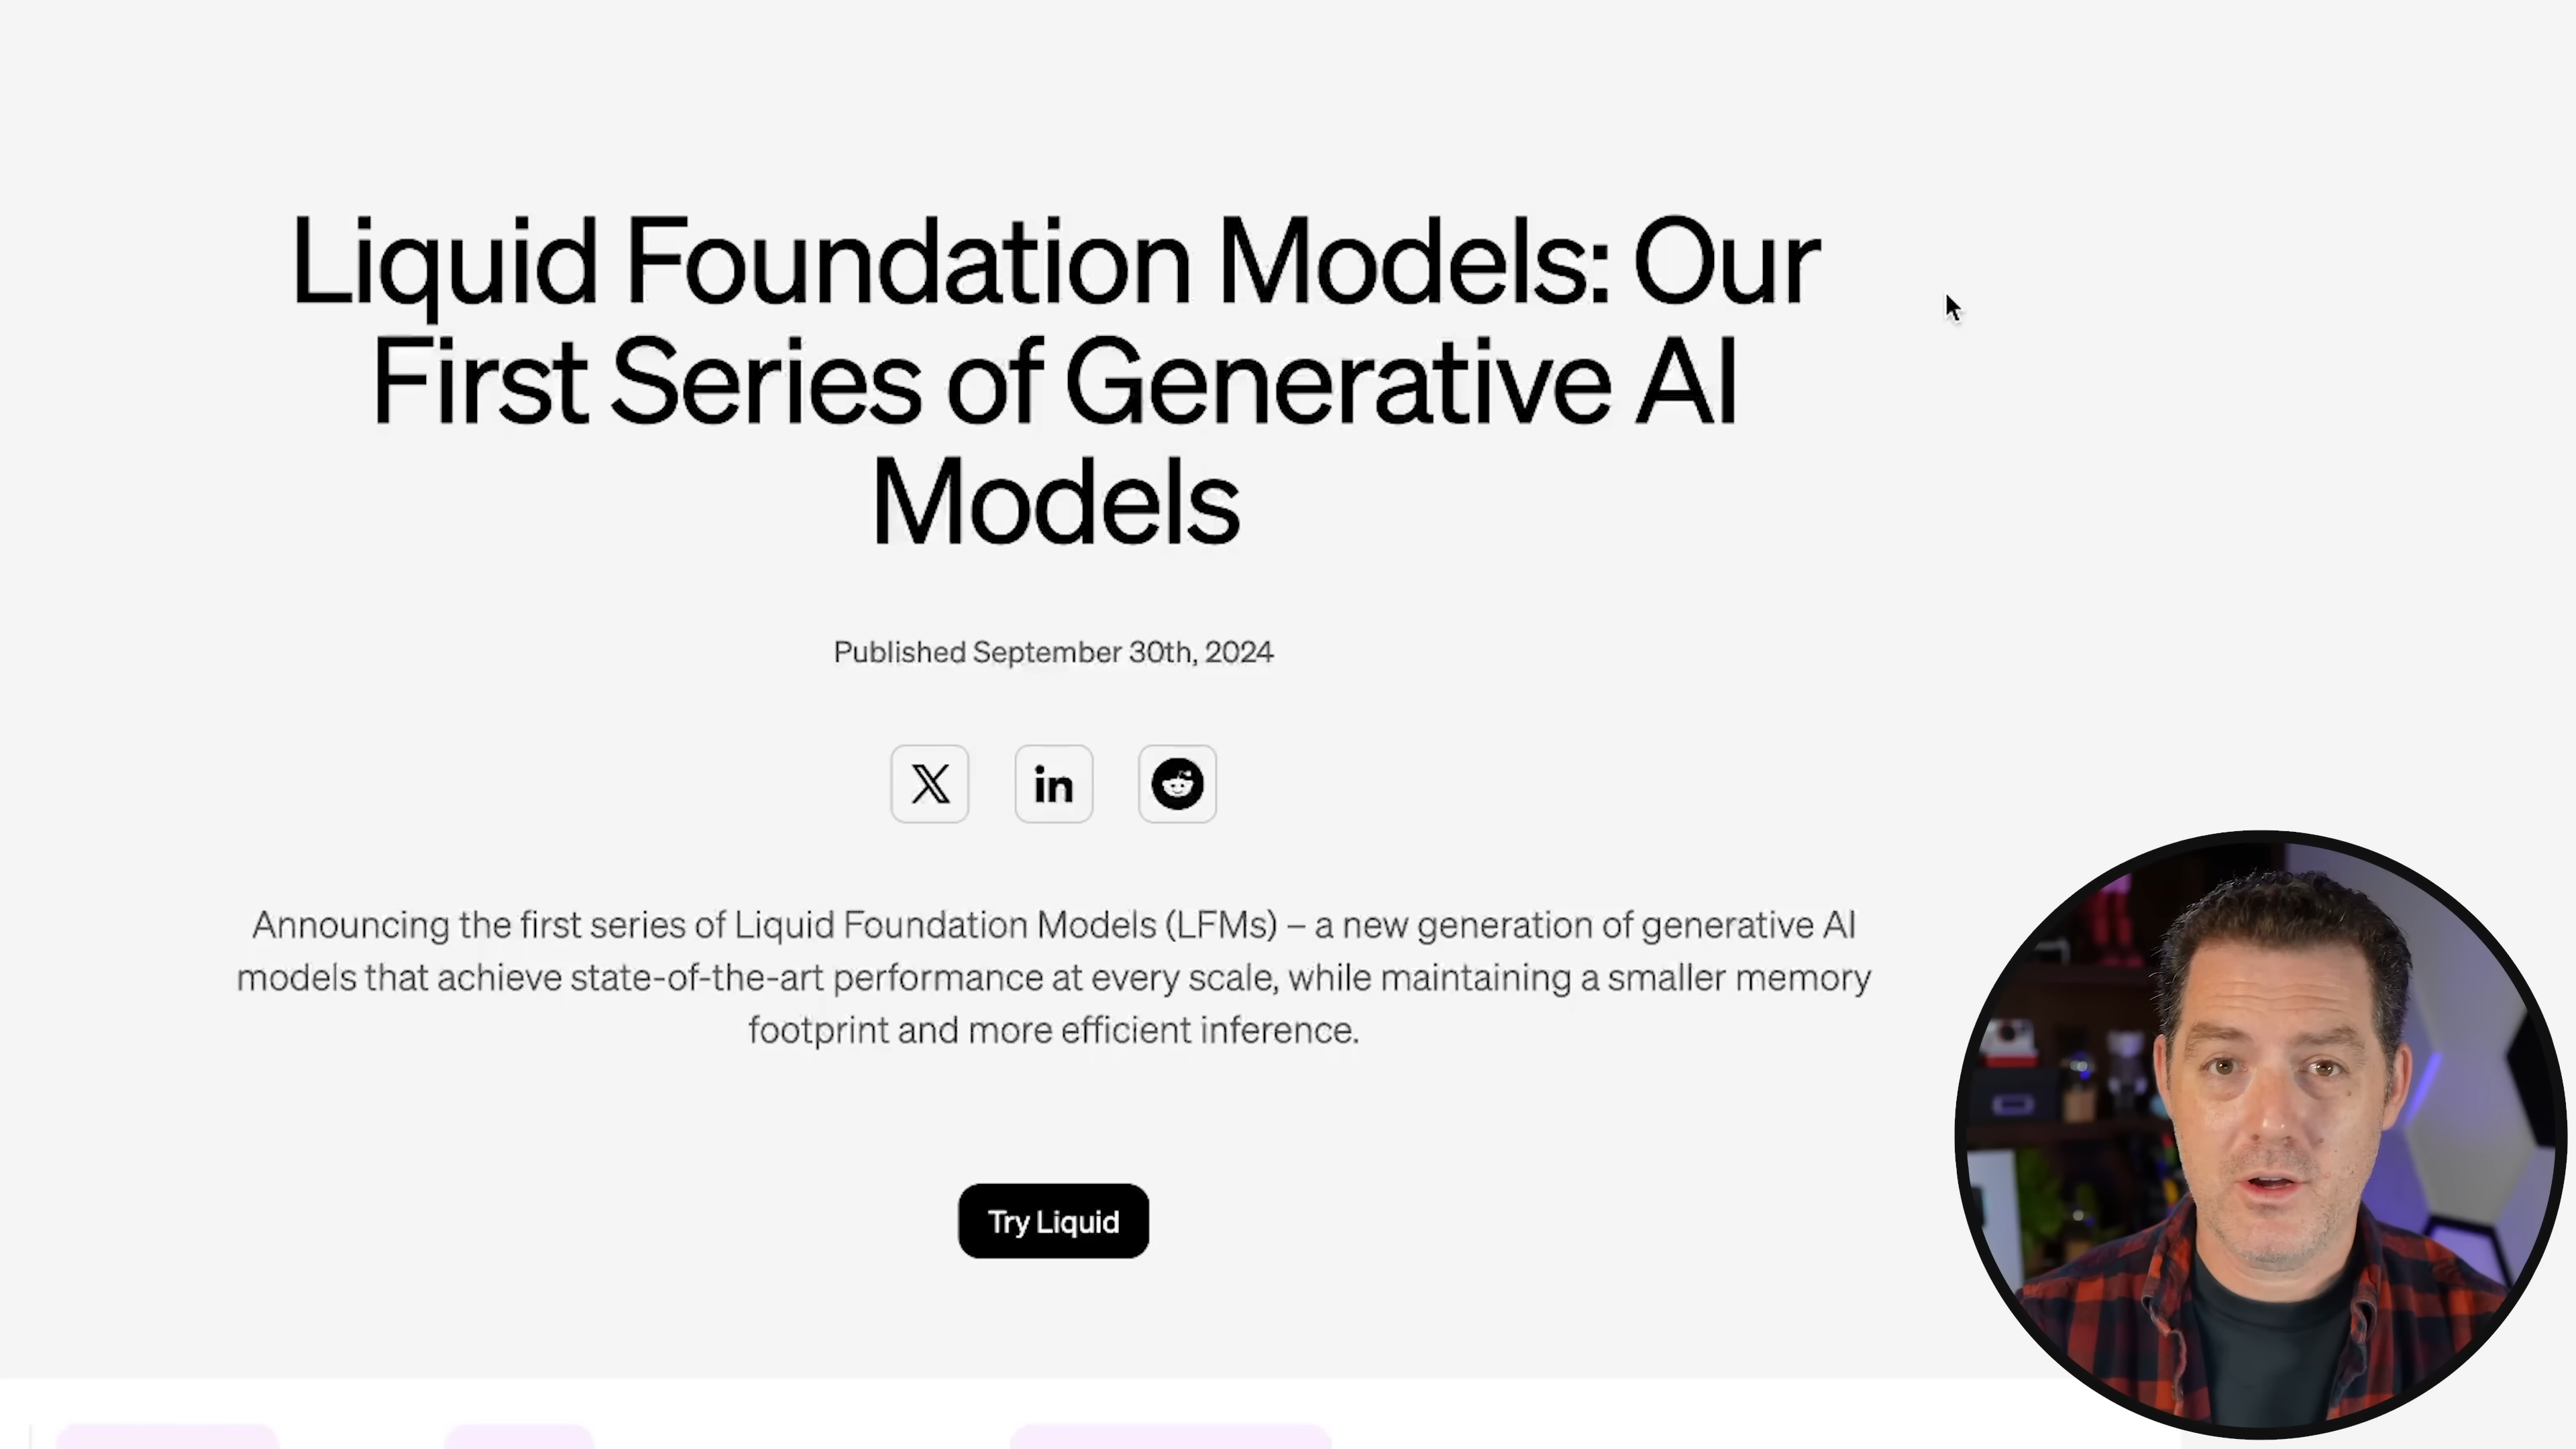 Liquid Foundation Models: Our
First Series of Generative AI
Models
Published September 30th, 2024
X
in
Announcing the first series of Liquid Foundation Models (LFMs) – a new generation of generative AI
models that achieve state-of-the-art performance at every scale, while maintaining a smaller memory
footprint and more efficient inference.
Try Liquid